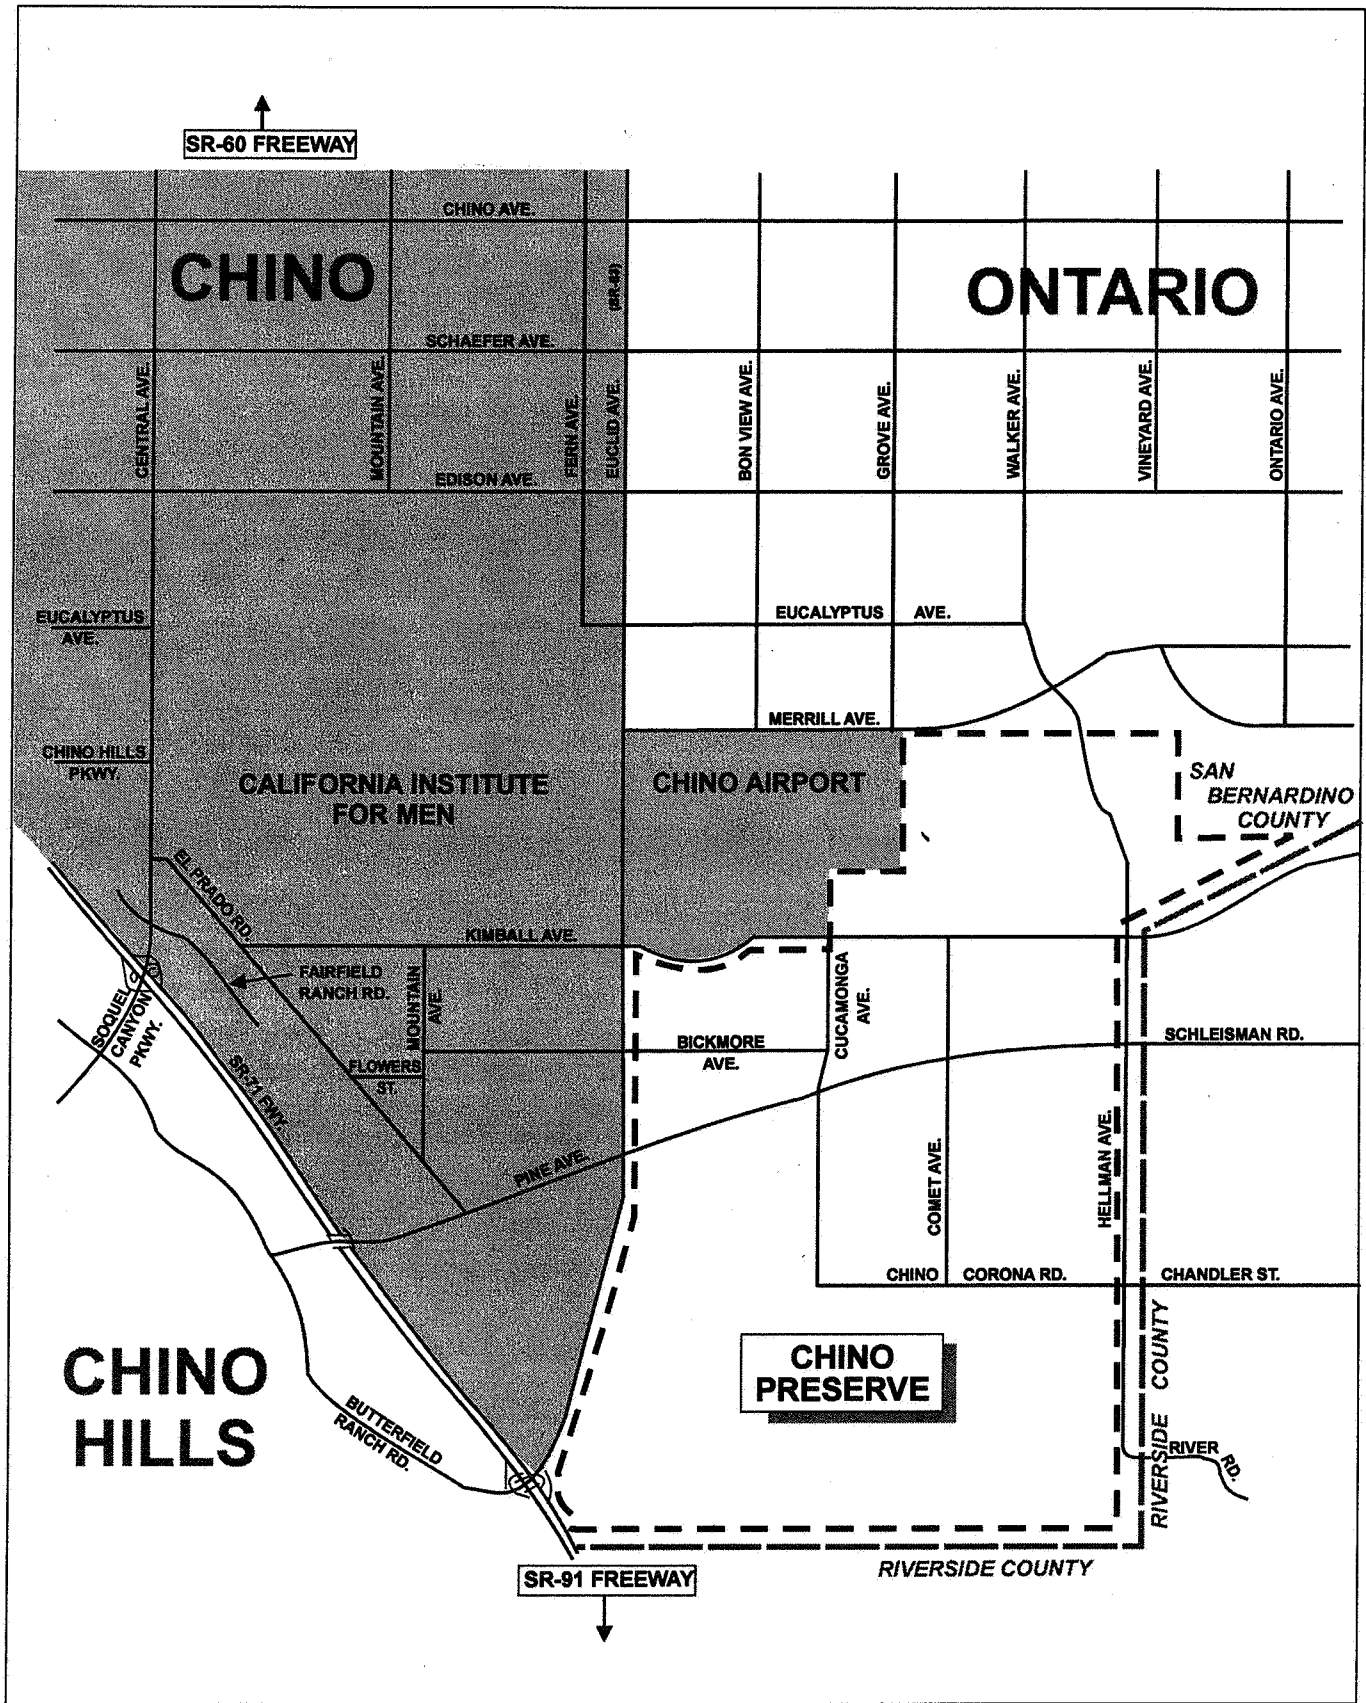 SR-60 FREEWAY
CHINO AVE.
CHINO
ONTARIO
(SR-83)
SCHAEFER AVE.
CENTRAL AVE.
MOUNTAIN AVE.
FERN AVE.
EUCLID AVE.
BON VIEW AVE.
GROVE AVE.
WALKER AVE.
VINEYARD AVE.
ONTARIO AVE.
EDISON AVE.
EUCALYPTUS
AVE.
EUCALYPTUS AVE.
MERRILL AVE.
CHINO HILLS
PKWY.
CALIFORNIA INSTITUTE
FOR MEN
CHINO AIRPORT
SAN
BERNARDINO
COUNTY
EL PRADO RD.
KIMBALL AVE.
FAIRFIELD
RANCH RD.
MOUNTAIN
AVE.
CUCAMONGA
AVE.
SOQUEL
CANYON
PKWY.
SR-71 FWY.
FLOWERS
ST.
BICKMORE
AVE.
SCHLEISMAN RD.
PINE AVE.
COMET AVE.
HELLMAN AVE.
CHINO CORONA RD.
CHANDLER ST.
CHINO
PRESERVE
CHINO
HILLS
BUTTERFIELD
RANCH RD.
RIVERSIDE COUNTY
RIVER RD.
RIVERSIDE COUNTY
SR-91 FREEWAY